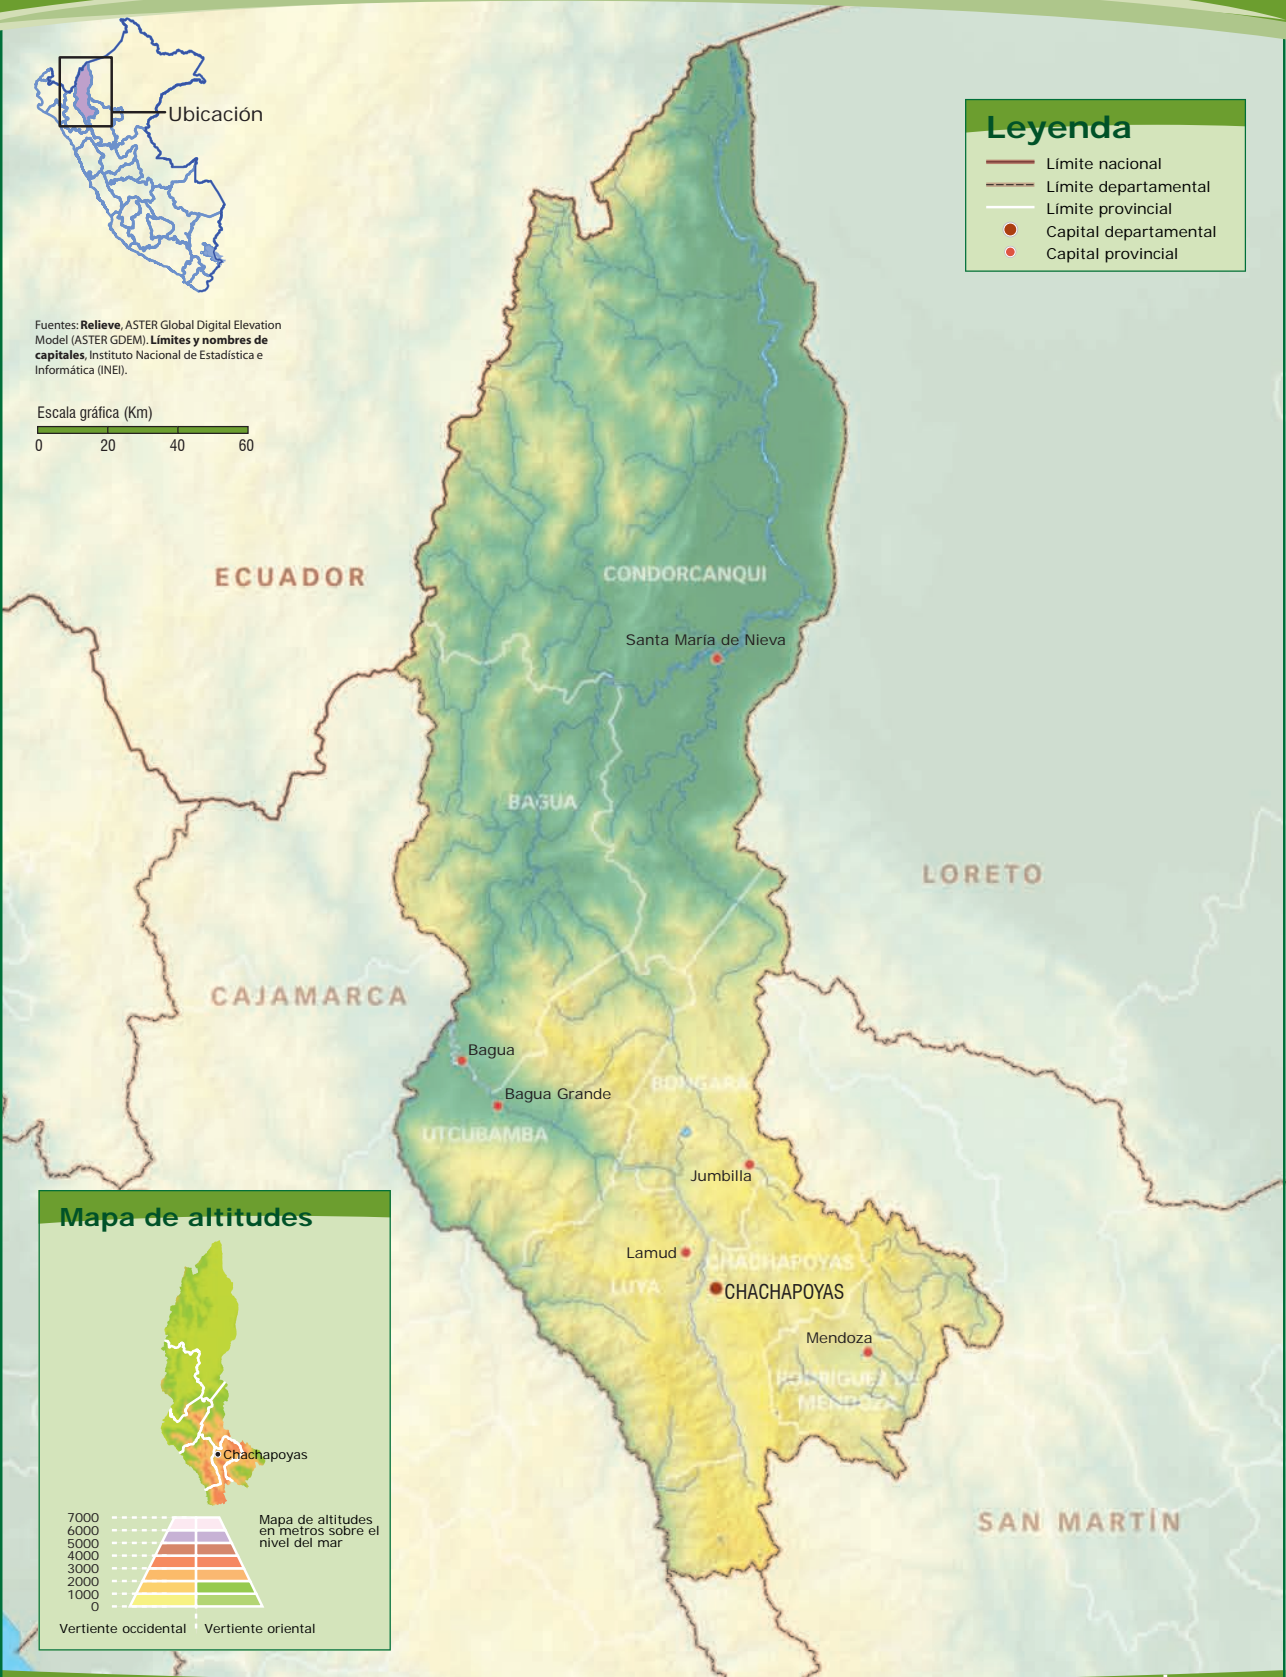 Ubicación
Leyenda
Límite nacional
Límite departamental
Límite provincial
Capital departamental
Capital provincial
Fuentes: Relieve, ASTER Global Digital Elevation
Model (ASTER GDEM). Límites y nombres de
capitales, Instituto Nacional de Estadística e
Informática (INEI).
Escala gráfica (Km)
0 20 40 60
ECUADOR
CONDORCANQUI
Santa María de Nieva
BAGUA
LORETO
CAJAMARCA
Bagua
BONGARÁ
Bagua Grande
UTCUBAMBA
Jumbilla
Lamud
CHACHAPOYAS
LUYA
CHACHAPOYAS
Mendoza
RODRÍGUEZ DE
MENDOZA
SAN MARTÍN
Mapa de altitudes
Chachapoyas
7000
6000
5000
4000
3000
2000
1000
0
Mapa de altitudes
en metros sobre el
nivel del mar
Vertiente occidental
Vertiente oriental